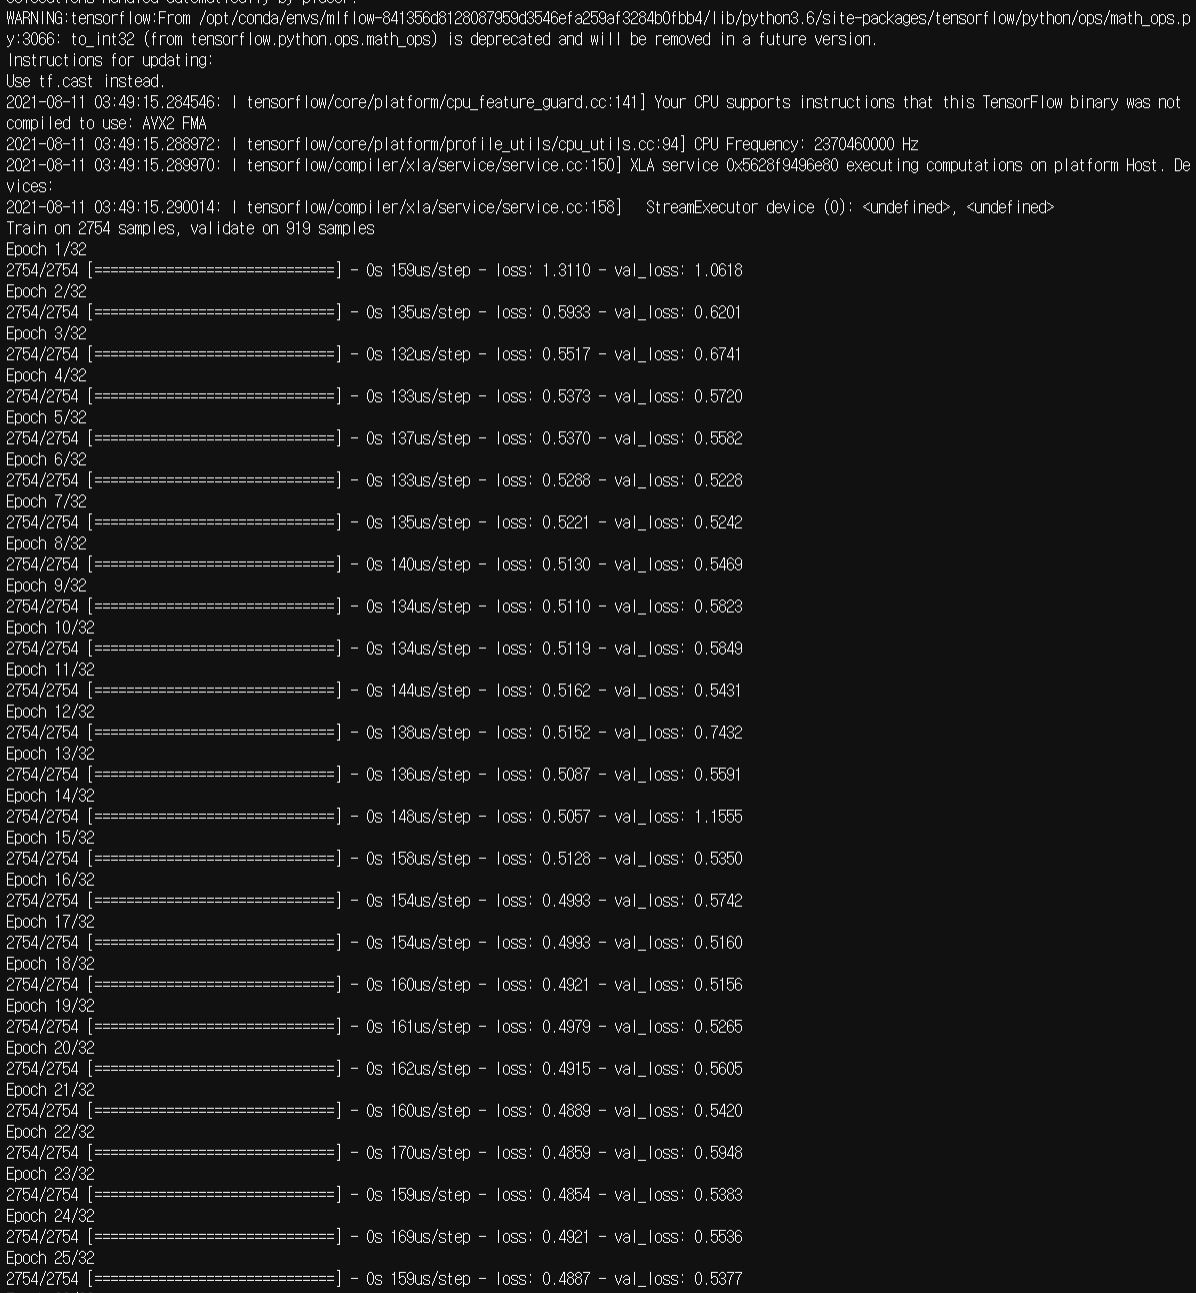 colocations handled automatically by placer.
WARNING:tensorflow:From /opt/conda/envs/mlflow-841356d8128087959d3546efa259af3284b0fbb4/lib/python3.6/site-packages/tensorflow/python/ops/math_ops.p
y:3066: to_int32 (from tensorflow.python.ops.math_ops) is deprecated and will be removed in a future version.
Instructions for updating:
Use tf.cast instead.
2021-08-11 03:49:15.284546: I tensorflow/core/platform/cpu_feature_guard.cc:141] Your CPU supports instructions that this TensorFlow binary was not
compiled to use: AVX2 FMA
2021-08-11 03:49:15.288972: I tensorflow/core/platform/profile_utils/cpu_utils.cc:94] CPU Frequency: 2370460000 Hz
2021-08-11 03:49:15.289970: I tensorflow/compiler/xla/service/service.cc:150] XLA service 0x5628f9496e80 executing computations on platform Host. De
vices:
2021-08-11 03:49:15.290014: I tensorflow/compiler/xla/service/service.cc:158]   StreamExecutor device (0): <undefined>, <undefined>
Train on 2754 samples, validate on 919 samples
Epoch 1/32
2754/2754 [==============================] - 0s 159us/step - loss: 1.3110 - val_loss: 1.0618
Epoch 2/32
2754/2754 [==============================] - 0s 135us/step - loss: 0.5933 - val_loss: 0.6201
Epoch 3/32
2754/2754 [==============================] - 0s 132us/step - loss: 0.5517 - val_loss: 0.6741
Epoch 4/32
2754/2754 [==============================] - 0s 133us/step - loss: 0.5373 - val_loss: 0.5720
Epoch 5/32
2754/2754 [==============================] - 0s 137us/step - loss: 0.5370 - val_loss: 0.5582
Epoch 6/32
2754/2754 [==============================] - 0s 133us/step - loss: 0.5288 - val_loss: 0.5228
Epoch 7/32
2754/2754 [==============================] - 0s 135us/step - loss: 0.5221 - val_loss: 0.5242
Epoch 8/32
2754/2754 [==============================] - 0s 140us/step - loss: 0.5130 - val_loss: 0.5469
Epoch 9/32
2754/2754 [==============================] - 0s 134us/step - loss: 0.5110 - val_loss: 0.5823
Epoch 10/32
2754/2754 [==============================] - 0s 134us/step - loss: 0.5119 - val_loss: 0.5849
Epoch 11/32
2754/2754 [==============================] - 0s 144us/step - loss: 0.5162 - val_loss: 0.5431
Epoch 12/32
2754/2754 [==============================] - 0s 138us/step - loss: 0.5152 - val_loss: 0.7432
Epoch 13/32
2754/2754 [==============================] - 0s 136us/step - loss: 0.5087 - val_loss: 0.5591
Epoch 14/32
2754/2754 [==============================] - 0s 148us/step - loss: 0.5057 - val_loss: 1.1555
Epoch 15/32
2754/2754 [==============================] - 0s 158us/step - loss: 0.5128 - val_loss: 0.5350
Epoch 16/32
2754/2754 [==============================] - 0s 154us/step - loss: 0.4993 - val_loss: 0.5742
Epoch 17/32
2754/2754 [==============================] - 0s 154us/step - loss: 0.4993 - val_loss: 0.5160
Epoch 18/32
2754/2754 [==============================] - 0s 160us/step - loss: 0.4921 - val_loss: 0.5156
Epoch 19/32
2754/2754 [==============================] - 0s 161us/step - loss: 0.4979 - val_loss: 0.5265
Epoch 20/32
2754/2754 [==============================] - 0s 162us/step - loss: 0.4915 - val_loss: 0.5605
Epoch 21/32
2754/2754 [==============================] - 0s 160us/step - loss: 0.4889 - val_loss: 0.5420
Epoch 22/32
2754/2754 [==============================] - 0s 170us/step - loss: 0.4859 - val_loss: 0.5948
Epoch 23/32
2754/2754 [==============================] - 0s 159us/step - loss: 0.4854 - val_loss: 0.5383
Epoch 24/32
2754/2754 [==============================] - 0s 169us/step - loss: 0.4921 - val_loss: 0.5536
Epoch 25/32
2754/2754 [==============================] - 0s 159us/step - loss: 0.4887 - val_loss: 0.5377